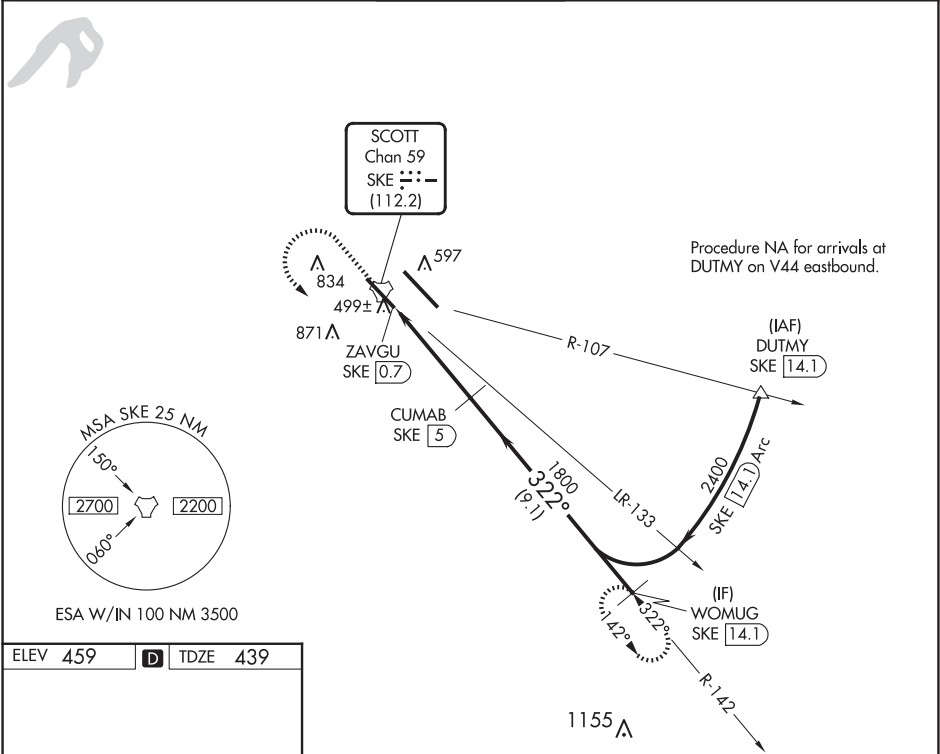 SCOTT
Chan 59
SKE
(112.2)
834
597
499±
871
ZAVGU
SKE 0.7
CUMAB
SKE 5
Procedure NA for arrivals at
DUTMY on V44 eastbound.
(IAF)
DUTMY
SKE 14.1
R-107
2400
SKE 14.1 Arc
1800
322°
(9.1)
LR-133
(IF)
WOMUG
SKE 14.1
322°
142°
R-142
1155
MSA SKE 25 NM
150°
2700
2200
060°
ESA W/IN 100 NM 3500
ELEV 459 D TDZE 439